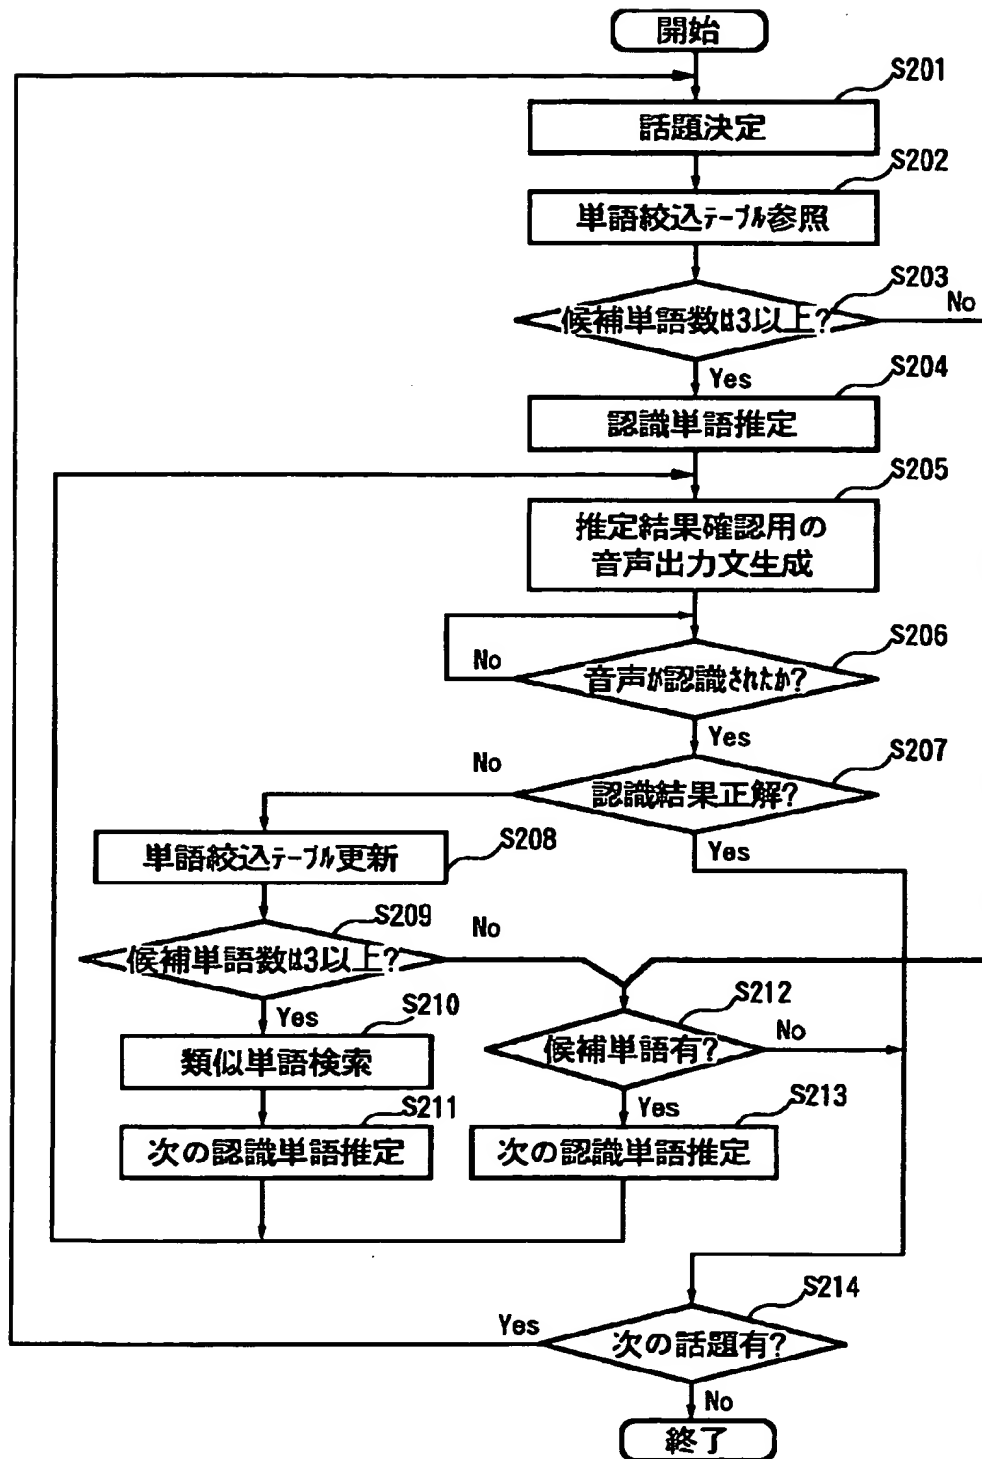 開始
S201
話題決定
S202
単語絞込テーブル参照
S203
候補単語数は3以上?
No
Yes
S204
認識単語推定
S205
推定結果確認用の
音声出力文生成
S206
音声が認識されたか?
No
Yes
S207
認識結果正解?
No
Yes
S208
単語絞込テーブル更新
S209
候補単語数は3以上?
No
Yes
S210
類似単語検索
S211
次の認識単語推定
S212
候補単語有?
No
Yes
S213
次の認識単語推定
S214
次の話題有?
Yes
No
終了